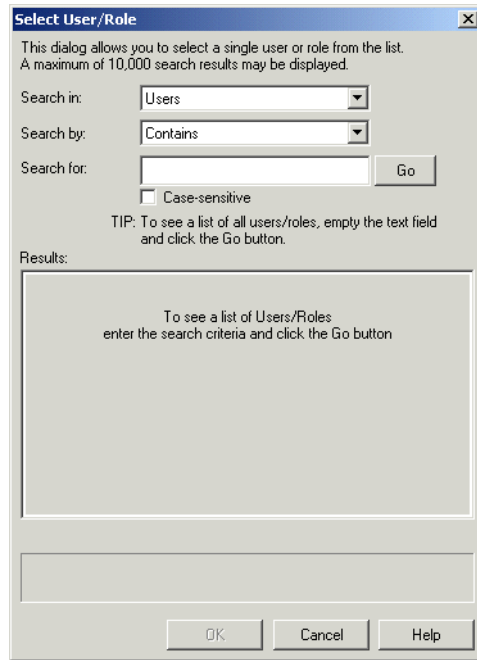 Select User/Role
This dialog allows you to select a single user or role from the list.
A maximum of 10,000 search results may be displayed.
Search in:
Users
Search by:
Contains
Search for:
Go
Case-sensitive
TIP: To see a list of all users/roles, empty the text field
and click the Go button.
Results:
To see a list of Users/Roles
enter the search criteria and click the Go button
OK
Cancel
Help